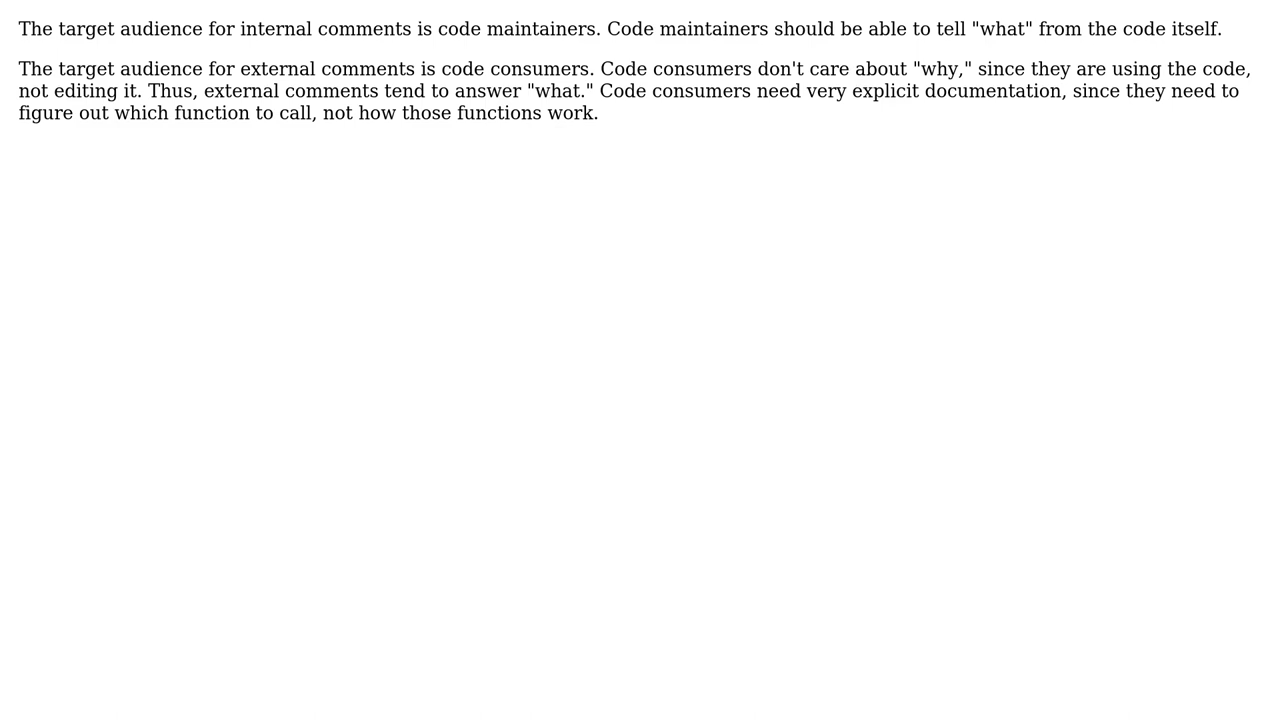 The target audience for internal comments is code maintainers. Code maintainers should be able to tell "what" from the code itself.
The target audience for external comments is code consumers. Code consumers don't care about "why," since they are using the code,
not editing it. Thus, external comments tend to answer "what." Code consumers need very explicit documentation, since they need to
figure out which function to call, not how those functions work.